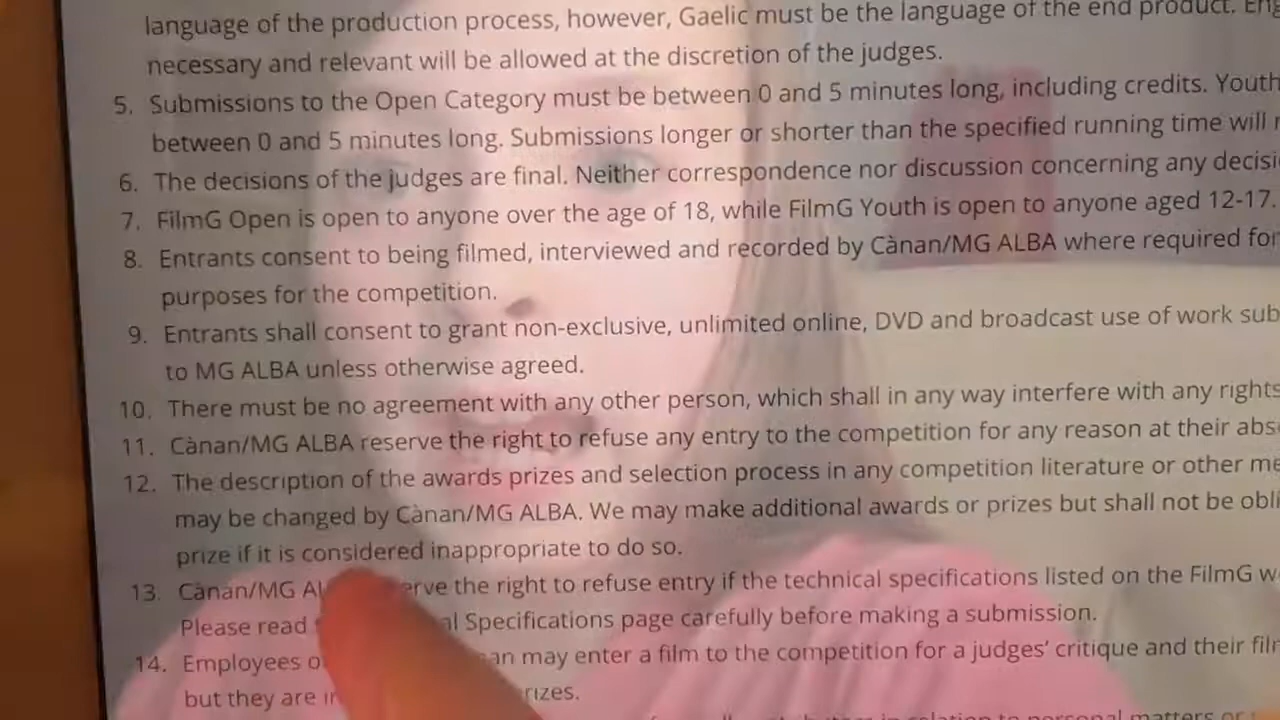 language of the production process, however, Gaelic must be the language of the end product.
necessary and relevant will be allowed at the discretion of the judges.
5. Submissions to the Open Category must be between 0 and 5 minutes long, including credits. Youth
between 0 and 5 minutes long. Submissions longer or shorter than the specified running time will
6. The decisions of the judges are final. Neither correspondence nor discussion concerning any
7. FilmG Open is open to anyone over the age of 18, while FilmG Youth is open to anyone aged 12-17.
8. Entrants consent to being filmed, interviewed and recorded by Cànan/MG ALBA where required for
purposes for the competition.
9. Entrants shall consent to grant non-exclusive, unlimited online, DVD and broadcast use of work
to MG ALBA unless otherwise agreed.
10. There must be no agreement with any other person, which shall in any way interfere with any rights
11. Cànan/MG ALBA reserve the right to refuse any entry to the competition for any reason at their
12. The description of the awards prizes and selection process in any competition literature or other
may be changed by Cànan/MG ALBA. We may make additional awards or prizes but shall not be
prize if it is considered inappropriate to do so.
13. Cànan/MG the right to refuse entry if the technical specifications listed on the FilmG
Please read Specifications page carefully before making a submission.
14. Employees may enter a film to the competition for a judges' critique and their
but they are